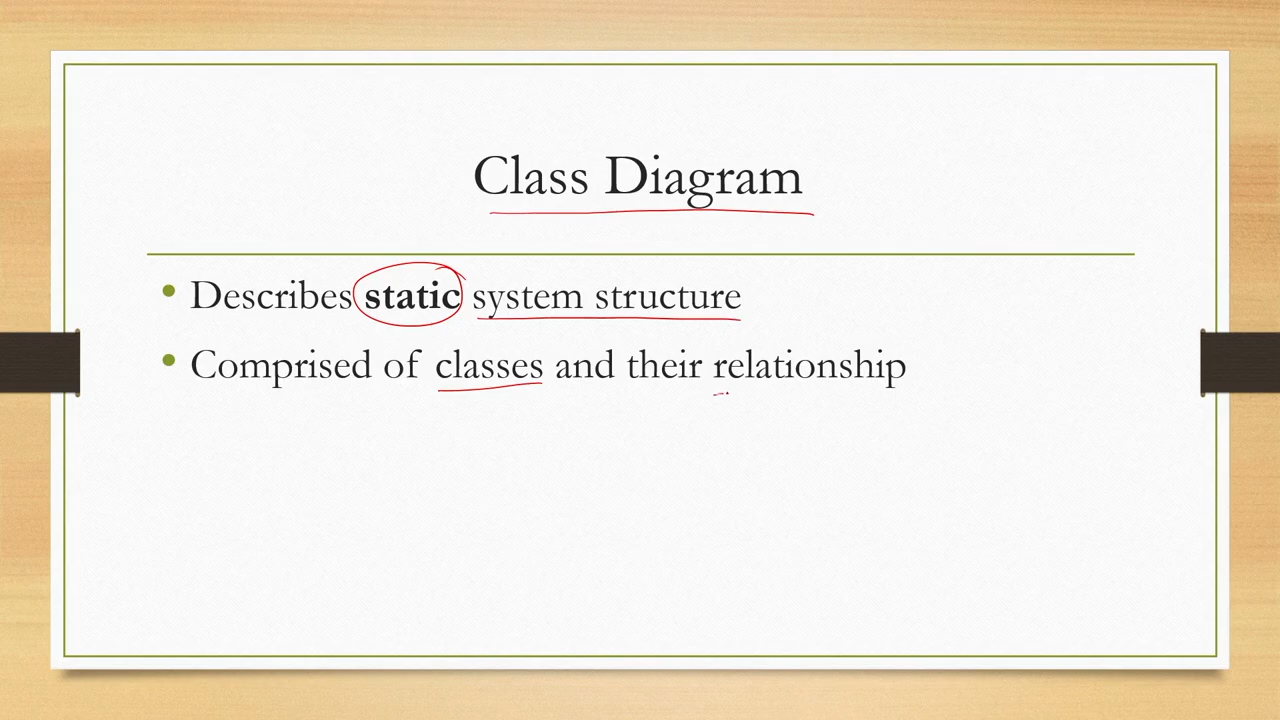 Class Diagram
• Describes static system structure
• Comprised of classes and their relationship